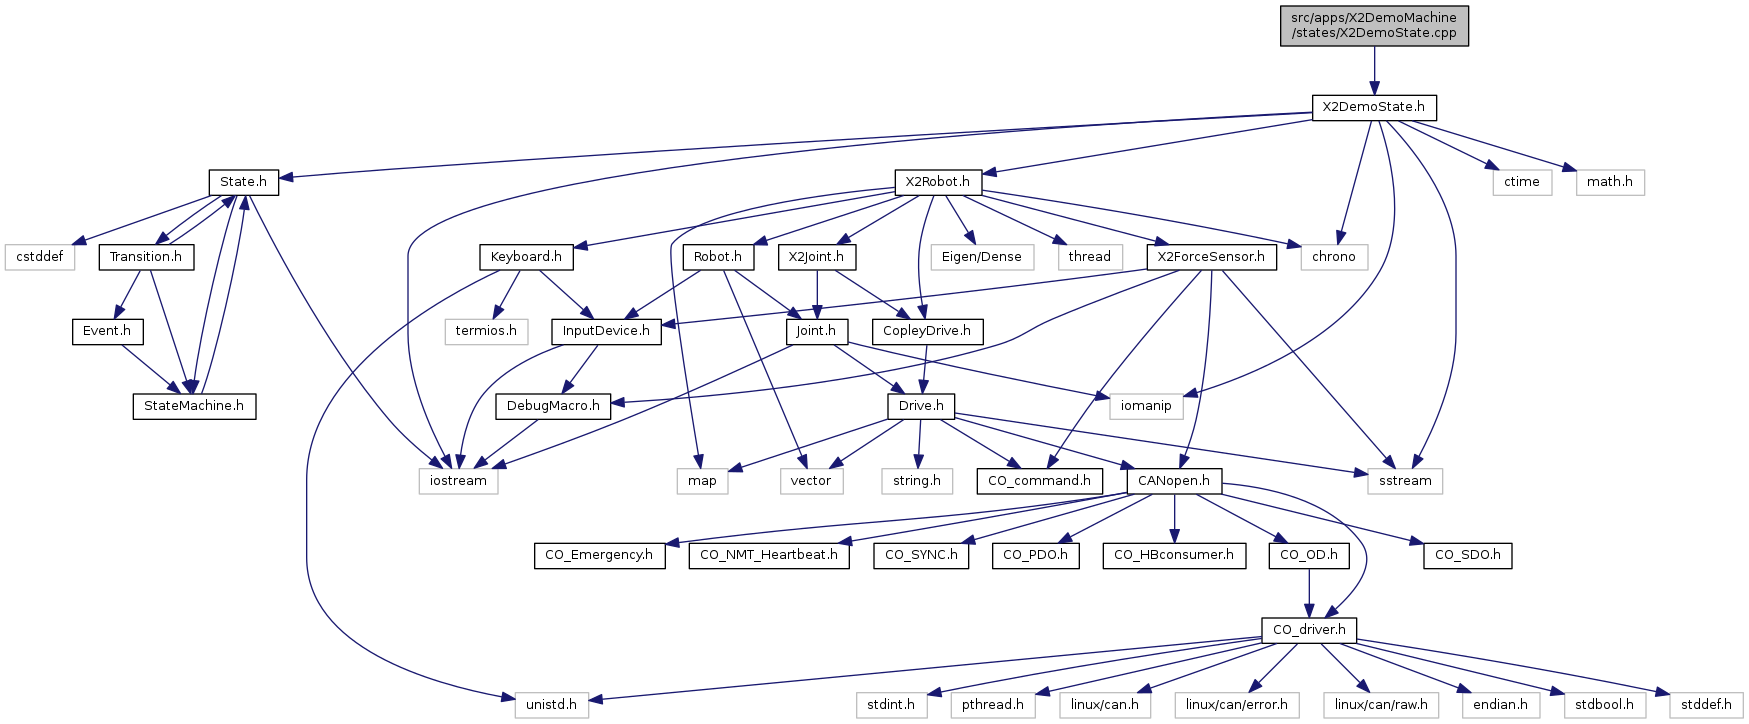 src/apps/X2DemoMachine
/states/X2DemoState.cpp
X2DemoState.h
State.h
X2Robot.h
ctime
math.h
cstddef
Transition.h
Keyboard.h
Robot.h
X2Joint.h
Eigen/Dense
thread
X2ForceSensor.h
chrono
Event.h
termios.h
InputDevice.h
Joint.h
CopleyDrive.h
StateMachine.h
DebugMacro.h
Drive.h
iomanip
iostream
map
vector
string.h
CO_command.h
CANopen.h
sstream
CO_Emergency.h
CO_NMT_Heartbeat.h
CO_SYNC.h
CO_PDO.h
CO_HBconsumer.h
CO_OD.h
CO_SDO.h
CO_driver.h
unistd.h
stdint.h
pthread.h
linux/can.h
linux/can/error.h
linux/can/raw.h
endian.h
stdbool.h
stddef.h